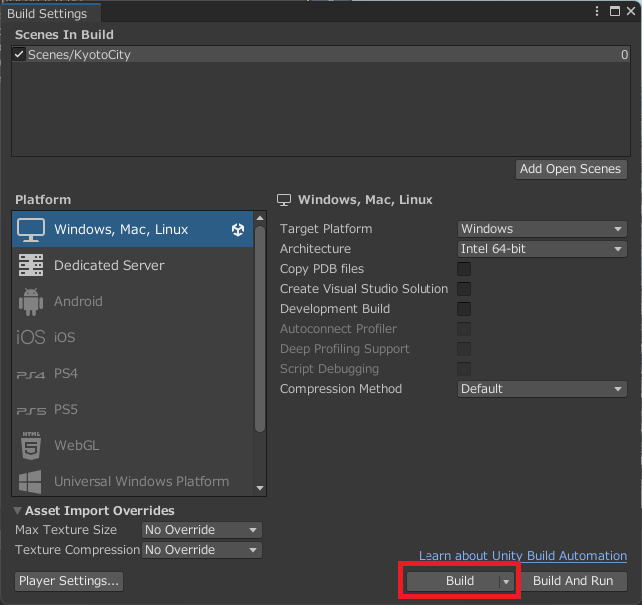 Build Settings
Scenes In Build
Scenes/KyotoCity 0
Add Open Scenes
Platform
Windows, Mac, Linux
Dedicated Server
Android
iOS iOS
PS4 PS4
PS5 PS5
HTML 5 WebGL
Universal Windows Platform
Windows, Mac, Linux
Target Platform Windows
Architecture Intel 64-bit
Copy PDB files
Create Visual Studio Solution
Development Build
Autoconnect Profiler
Deep Profiling Support
Script Debugging
Compression Method Default
Asset Import Overrides
Max Texture Size No Override
Texture Compression No Override
Learn about Unity Build Automation
Player Settings...
Build
Build And Run